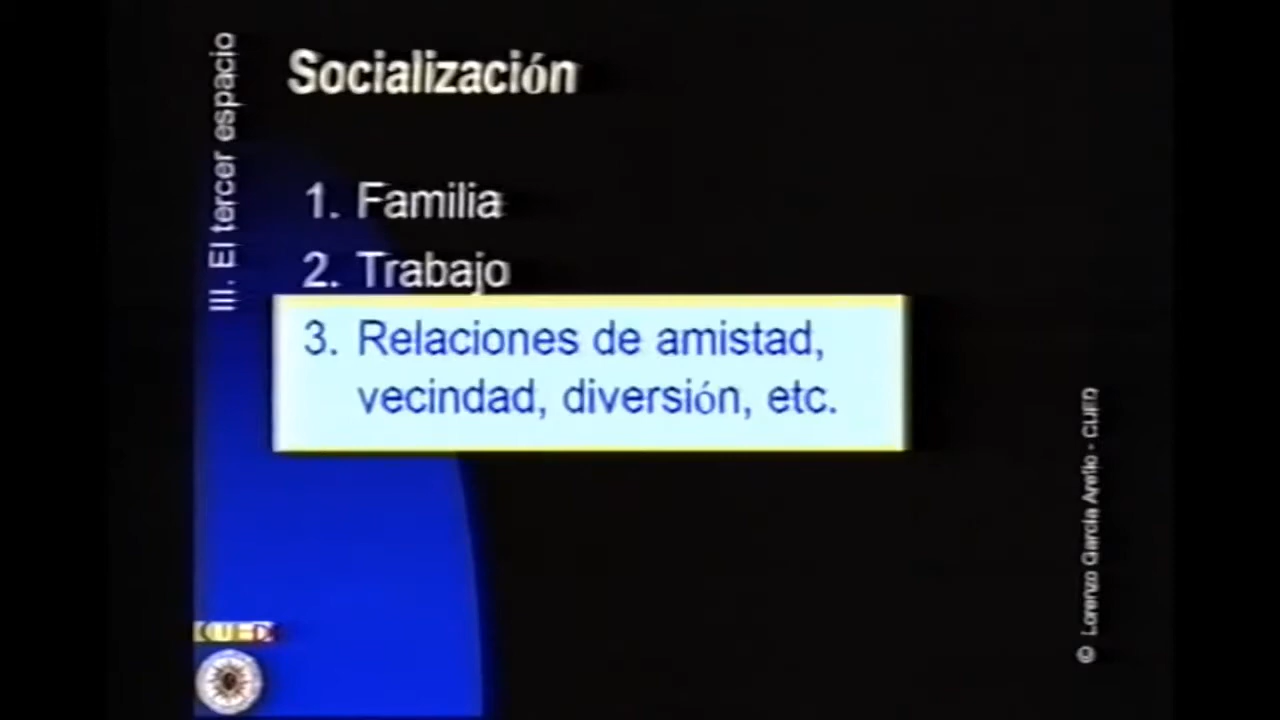 III. El tercer espacio
Socialización
1. Familia
2. Trabajo
3. Relaciones de amistad,
vecindad, diversión, etc.
© Lorenzo García Aretio - CUED
CUED